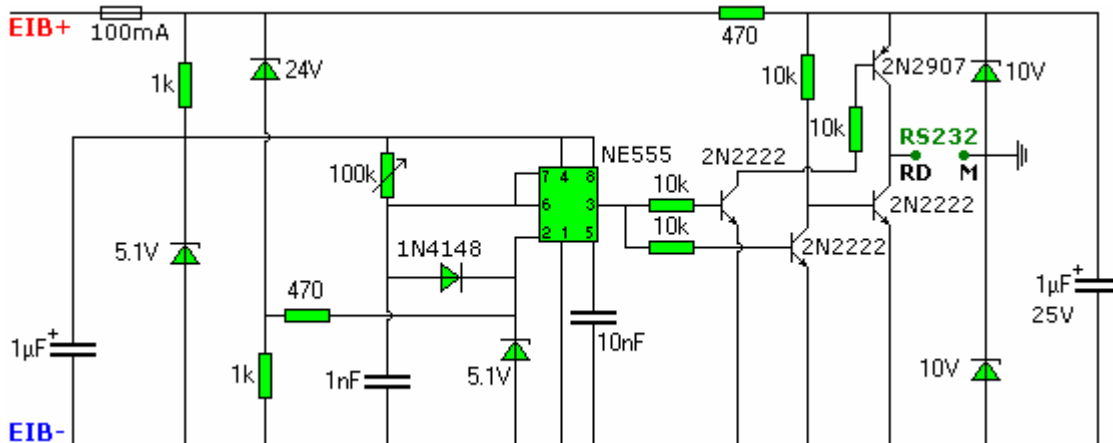 EIB+
100mA
470
1k
24V
10k
2N2907
10V
10k
RS232
RD M
NE555
2N2222
100k
7 4 8
6 3
2 1 5
10k
10k
2N2222
2N2222
1N4148
5.1V
470
1µF+
25V
1µF+
10nF
1k
1nF
5.1V
10V
EIB-